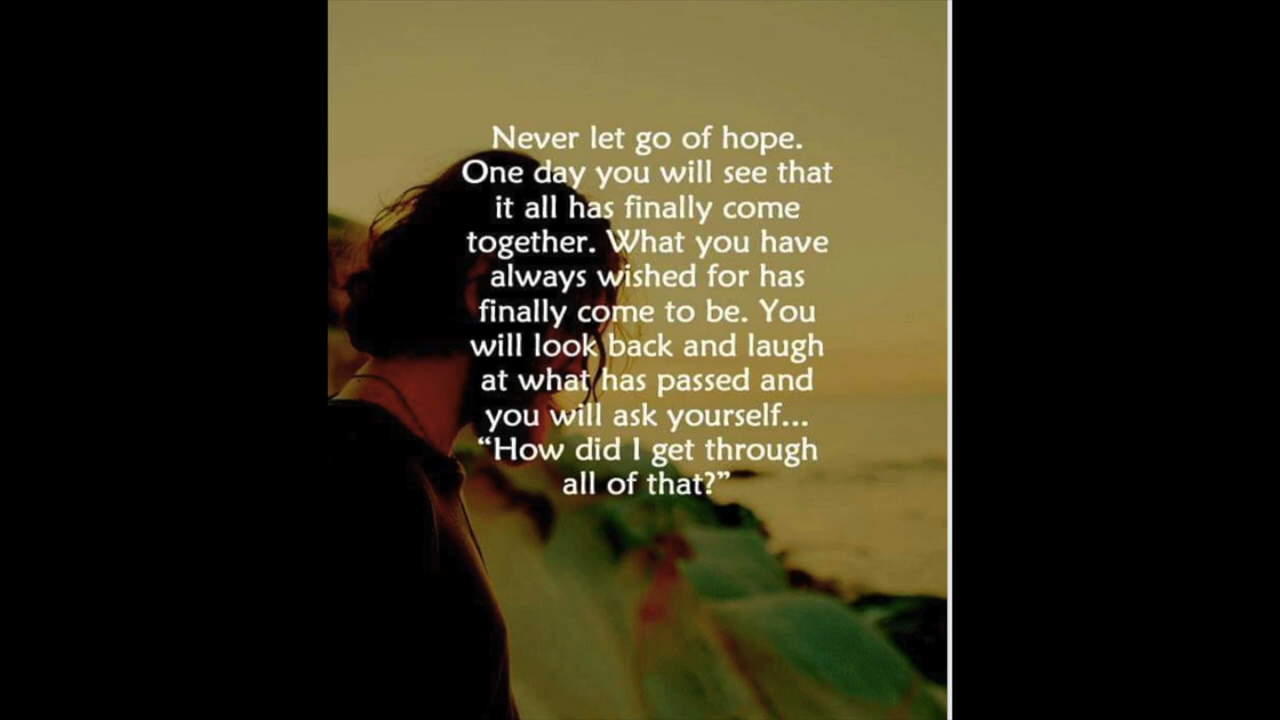 Never let go of hope.
One day you will see that
it all has finally come
together. What you have
always wished for has
finally come to be. You
will look back and laugh
at what has passed and
you will ask yourself...
“How did I get through
all of that?”